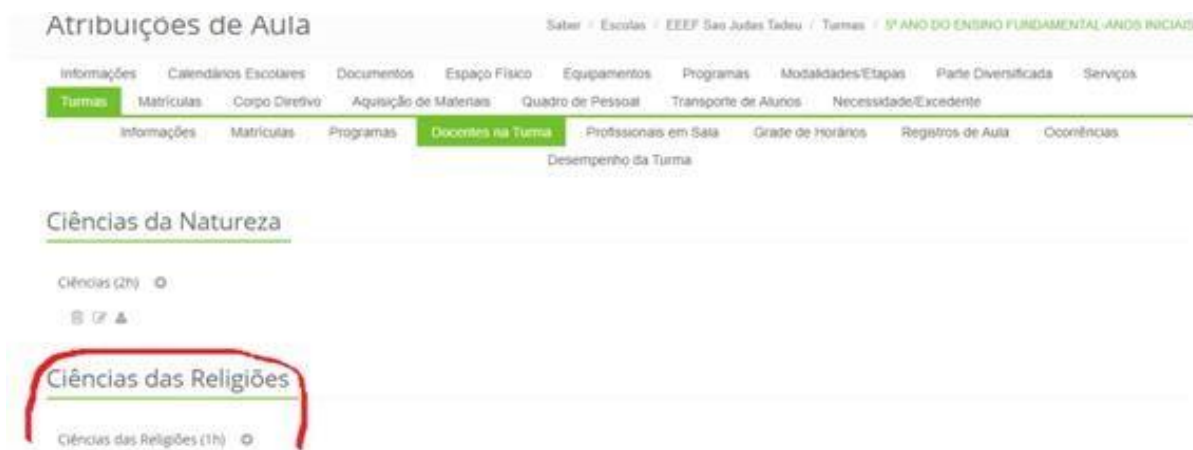 Atribuições de Aula
Saber / Escolas / EEEF Sao Judas Tadeu / Turmas / 5º ANO DO ENSINO FUNDAMENTAL-ANOS INICIAIS
Informações Calendários Escolares Documentos Espaço Físico Equipamentos Programas Modalidades/Etapas Parte Diversificada Serviços
Turmas Matrículas Corpo Diretivo Aquisição de Materiais Quadro de Pessoal Transporte de Alunos Necessidade/Excedente
Informações Matrículas Programas Docentes na Turma Profissionais em Sala Grade de Horários Registros de Aula Ocorrências
Desempenho da Turma
Ciências da Natureza
Ciências (2h)
Ciências das Religiões
Ciências das Religiões (1h)